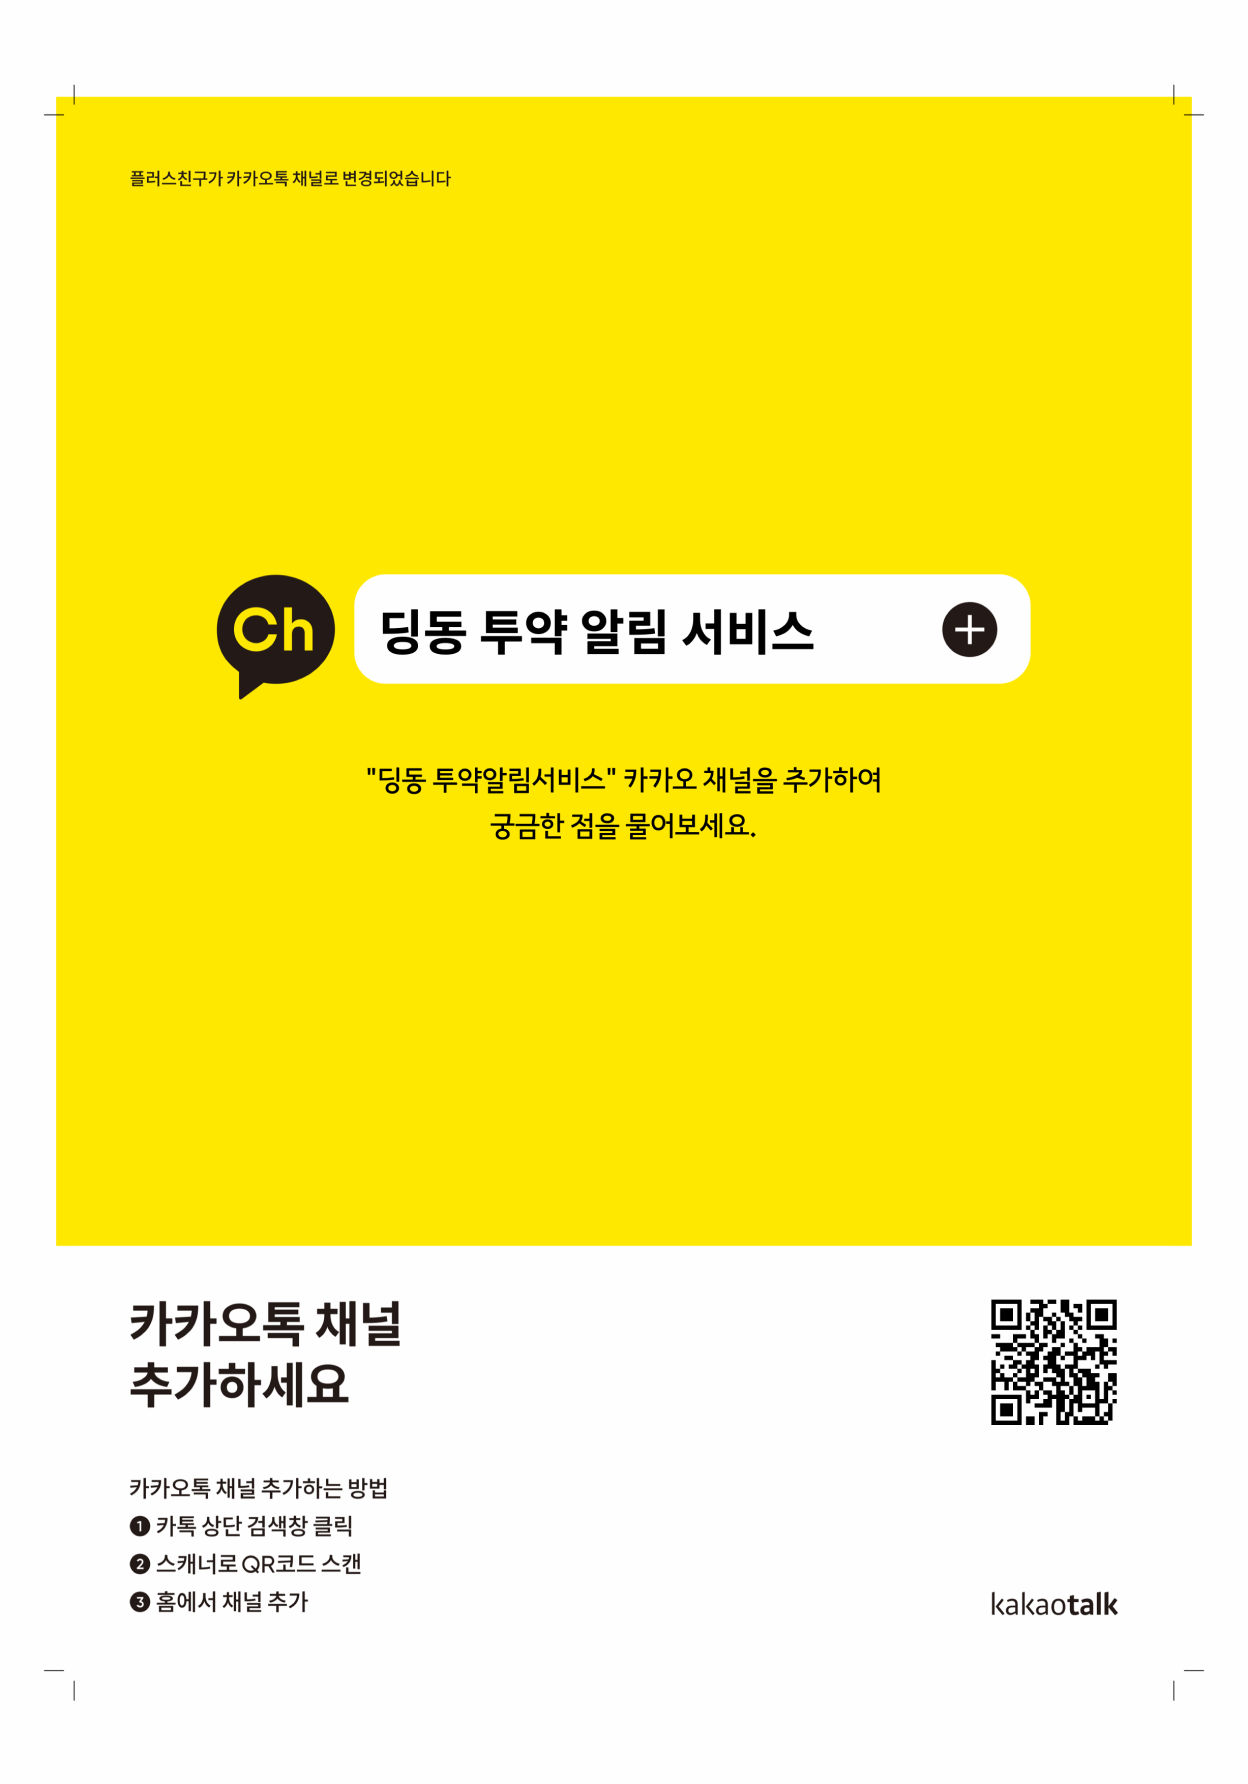 플러스친구가 카카오톡 채널로 변경되었습니다
Ch
딩동 투약 알림 서비스
"딩동 투약알림서비스" 카카오 채널을 추가하여
궁금한 점을 물어보세요.
카카오톡 채널
추가하세요
카카오톡 채널 추가하는 방법
1 카톡 상단 검색창 클릭
2 스캐너로 QR코드 스캔
3 홈에서 채널 추가
kakaotalk